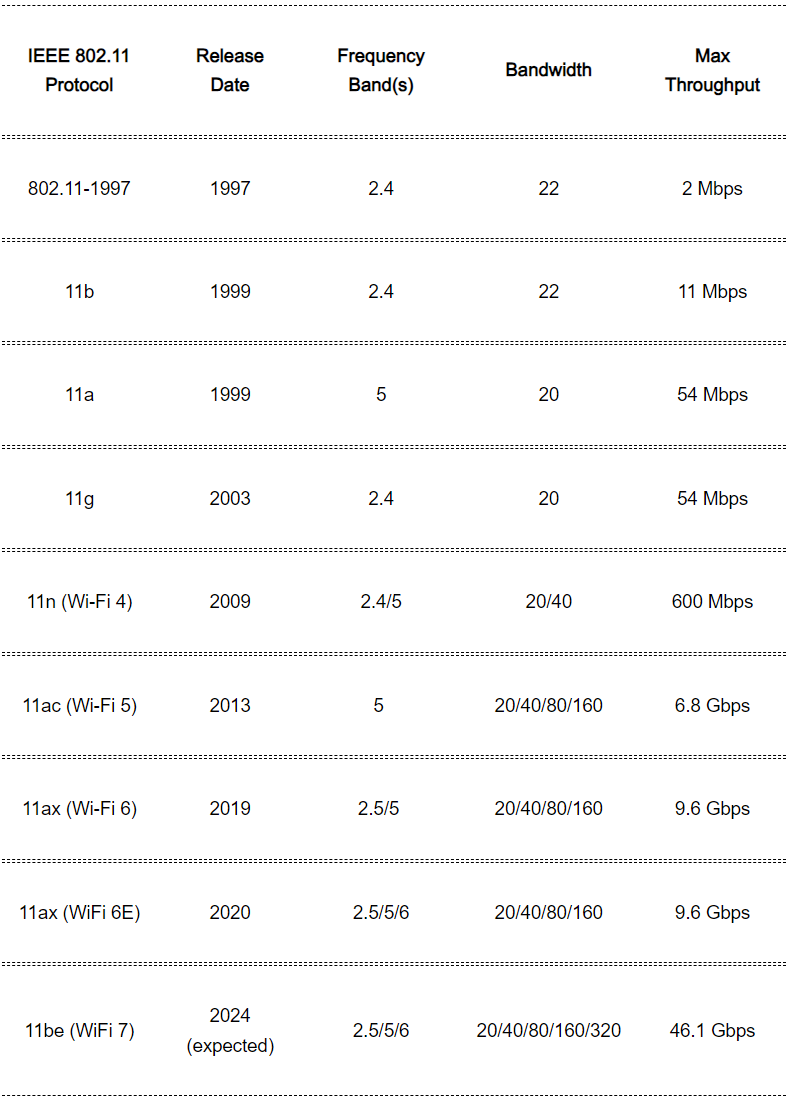 IEEE 802.11 Protocol Release Date Frequency Band(s) Bandwidth Max Throughput
802.11-1997 1997 2.4 22 2 Mbps
11b 1999 2.4 22 11 Mbps
11a 1999 5 20 54 Mbps
11g 2003 2.4 20 54 Mbps
11n (Wi-Fi 4) 2009 2.4/5 20/40 600 Mbps
11ac (Wi-Fi 5) 2013 5 20/40/80/160 6.8 Gbps
11ax (Wi-Fi 6) 2019 2.5/5 20/40/80/160 9.6 Gbps
11ax (WiFi 6E) 2020 2.5/5/6 20/40/80/160 9.6 Gbps
11be (WiFi 7) 2024 (expected) 2.5/5/6 20/40/80/160/320 46.1 Gbps